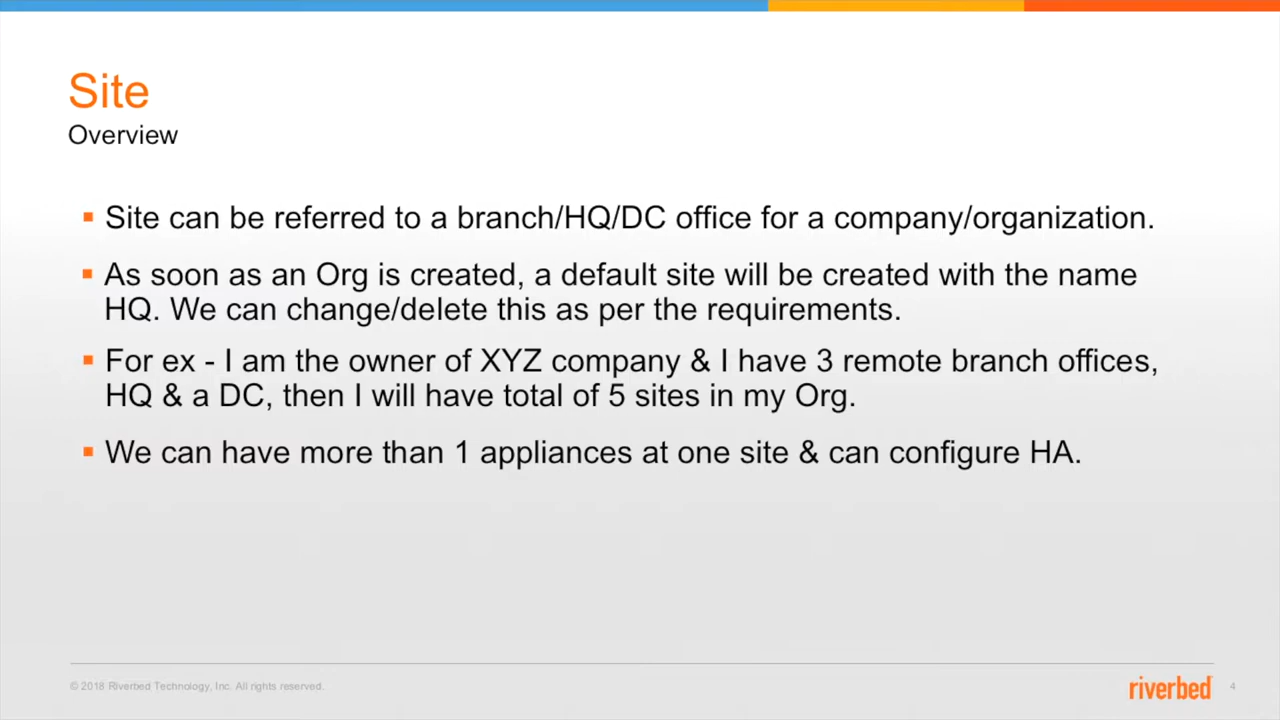 Site
Overview
Site can be referred to a branch/HQ/DC office for a company/organization.
As soon as an Org is created, a default site will be created with the name
HQ. We can change/delete this as per the requirements.
For ex - I am the owner of XYZ company & I have 3 remote branch offices,
HQ & a DC, then I will have total of 5 sites in my Org.
We can have more than 1 appliances at one site & can configure HA.
© 2018 Riverbed Technology, Inc. All rights reserved.
riverbed
4